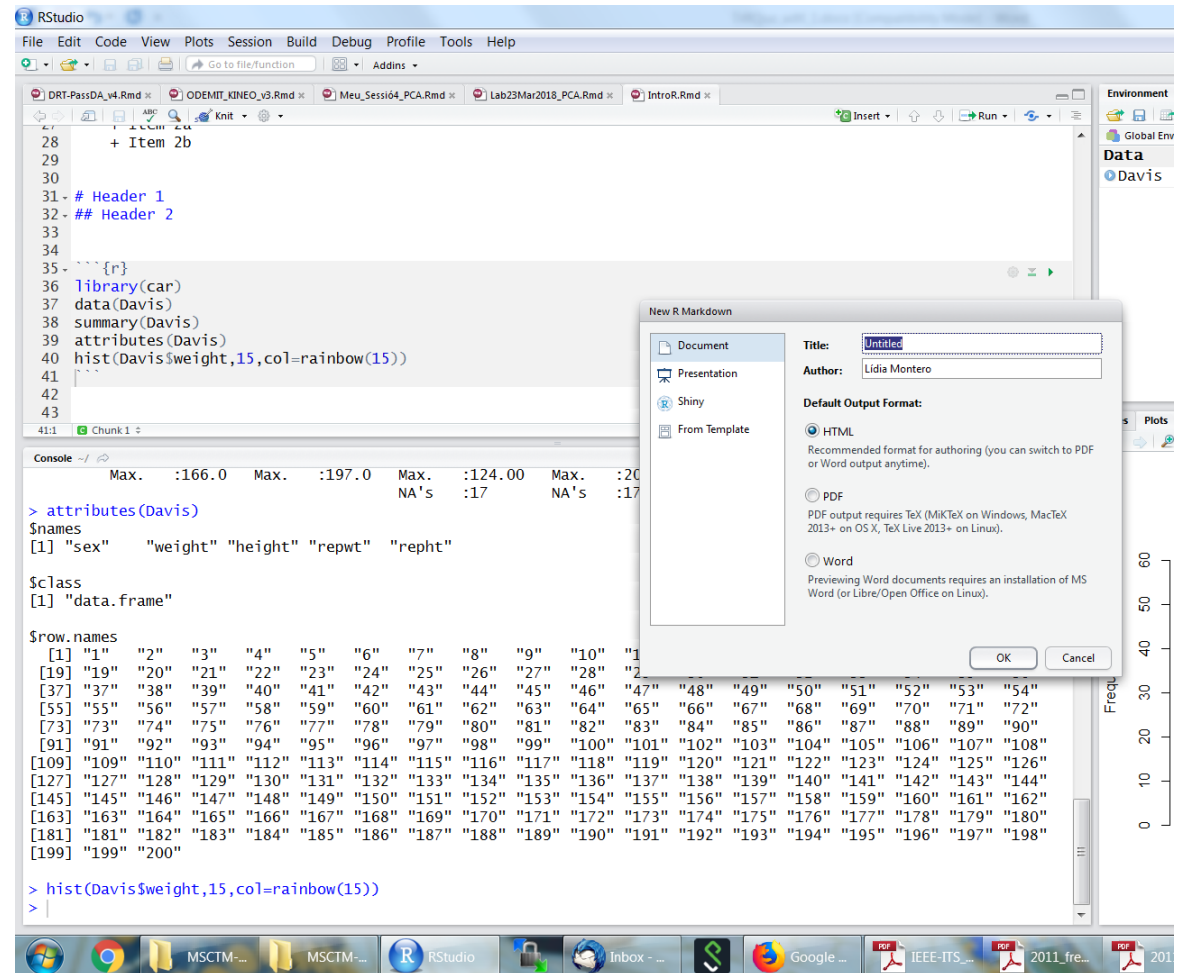 RStudio
File Edit Code View Plots Session Build Debug Profile Tools Help
Go to file/function Addins
DRT-PassDA_v4.Rmd × ODEMIT_KINEO_v3.Rmd × Meu_Sessió4_PCA.Rmd × Lab23Mar2018_PCA.Rmd × IntroR.Rmd ×
ABC Knit Insert Run
27 + Item 2a
28 + Item 2b
29
30
31 # Header 1
32 ## Header 2
33
34
35 ```{r}
36 library(car)
37 data(Davis)
38 summary(Davis)
39 attributes(Davis)
40 hist(Davis$weight,15,col=rainbow(15))
41 ```
42
43
41:1 C Chunk 1
Environment
Global Env
Data
Davis
s Plots
New R Markdown
Document
Presentation
Shiny
From Template
Title: Untitled
Author: Lídia Montero
Default Output Format:
HTML
Recommended format for authoring (you can switch to PDF
or Word output anytime).
PDF
PDF output requires TeX (MiKTeX on Windows, MacTeX
2013+ on OS X, TeX Live 2013+ on Linux).
Word
Previewing Word documents requires an installation of MS
Word (or Libre/Open Office on Linux).
OK Cancel
Console ~/
Max. :166.0 Max. :197.0 Max. :124.00 Max. :20
NA's :17 NA's :17
> attributes(Davis)
$names
[1] "sex" "weight" "height" "repwt" "repht"
$class
[1] "data.frame"
$row.names
[1] "1" "2" "3" "4" "5" "6" "7" "8" "9" "10"
[19] "19" "20" "21" "22" "23" "24" "25" "26" "27" "28"
[37] "37" "38" "39" "40" "41" "42" "43" "44" "45" "46" "47" "48" "49" "50" "51" "52" "53" "54"
[55] "55" "56" "57" "58" "59" "60" "61" "62" "63" "64" "65" "66" "67" "68" "69" "70" "71" "72"
[73] "73" "74" "75" "76" "77" "78" "79" "80" "81" "82" "83" "84" "85" "86" "87" "88" "89" "90"
[91] "91" "92" "93" "94" "95" "96" "97" "98" "99" "100" "101" "102" "103" "104" "105" "106" "107" "108"
[109] "109" "110" "111" "112" "113" "114" "115" "116" "117" "118" "119" "120" "121" "122" "123" "124" "125" "126"
[127] "127" "128" "129" "130" "131" "132" "133" "134" "135" "136" "137" "138" "139" "140" "141" "142" "143" "144"
[145] "145" "146" "147" "148" "149" "150" "151" "152" "153" "154" "155" "156" "157" "158" "159" "160" "161" "162"
[163] "163" "164" "165" "166" "167" "168" "169" "170" "171" "172" "173" "174" "175" "176" "177" "178" "179" "180"
[181] "181" "182" "183" "184" "185" "186" "187" "188" "189" "190" "191" "192" "193" "194" "195" "196" "197" "198"
[199] "199" "200"
> hist(Davis$weight,15,col=rainbow(15))
>
60
50
40
30
20
10
0
Frequ
MSCTM-... MSCTM-... RStudio Inbox - ... Google ... IEEE-ITS_... 2011_fre... 201